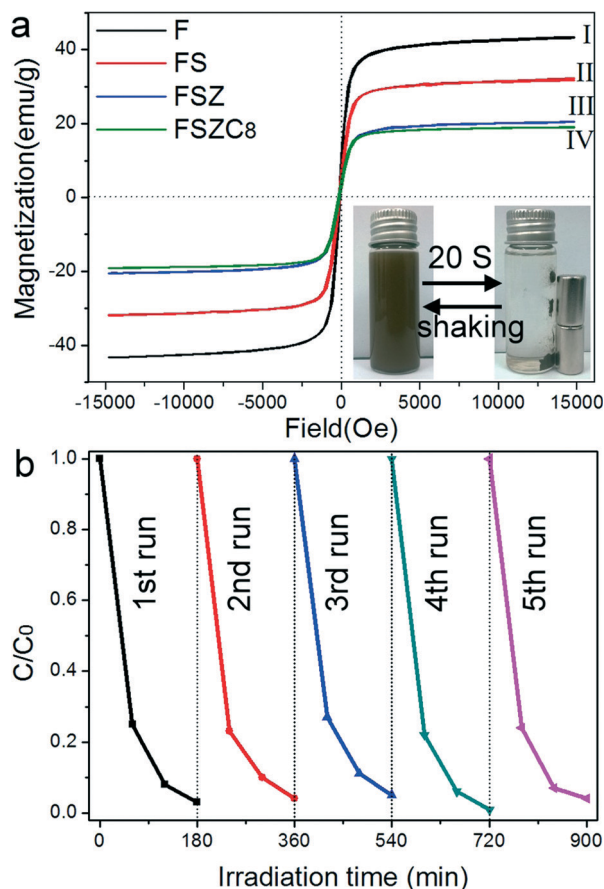 a
F
FS
FSZ
FSZC8
I
II
III
IV
Magnetization(emu/g)
40
20
0
-20
-40
20 S
shaking
-15000 -10000 -5000 0 5000 10000 15000
Field(Oe)
b
C/C₀
1.0
0.8
0.6
0.4
0.2
0.0
1st run
2nd run
3rd run
4th run
5th run
0 180 360 540 720 900
Irradiation time (min)